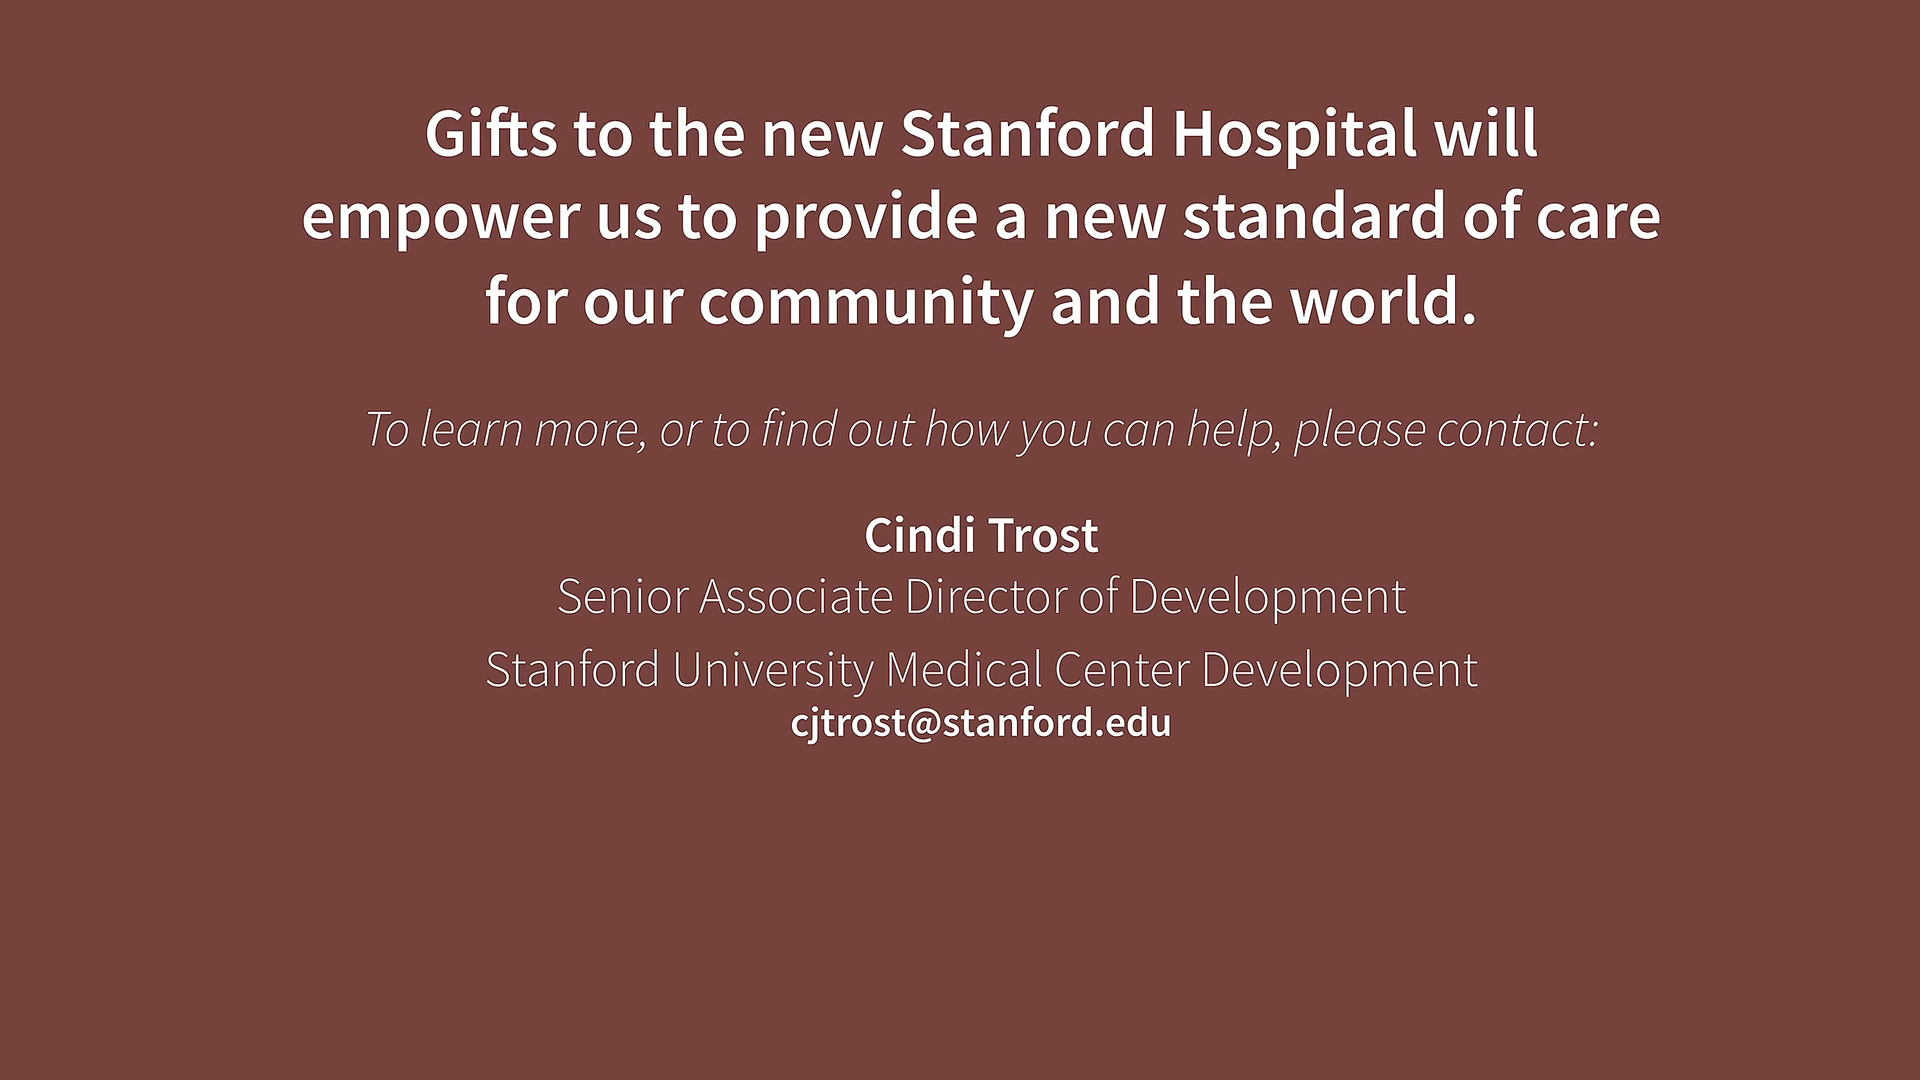 Gifts to the new Stanford Hospital will
empower us to provide a new standard of care
for our community and the world.
To learn more, or to find out how you can help, please contact:
Cindi Trost
Senior Associate Director of Development
Stanford University Medical Center Development
cjtrost@stanford.edu